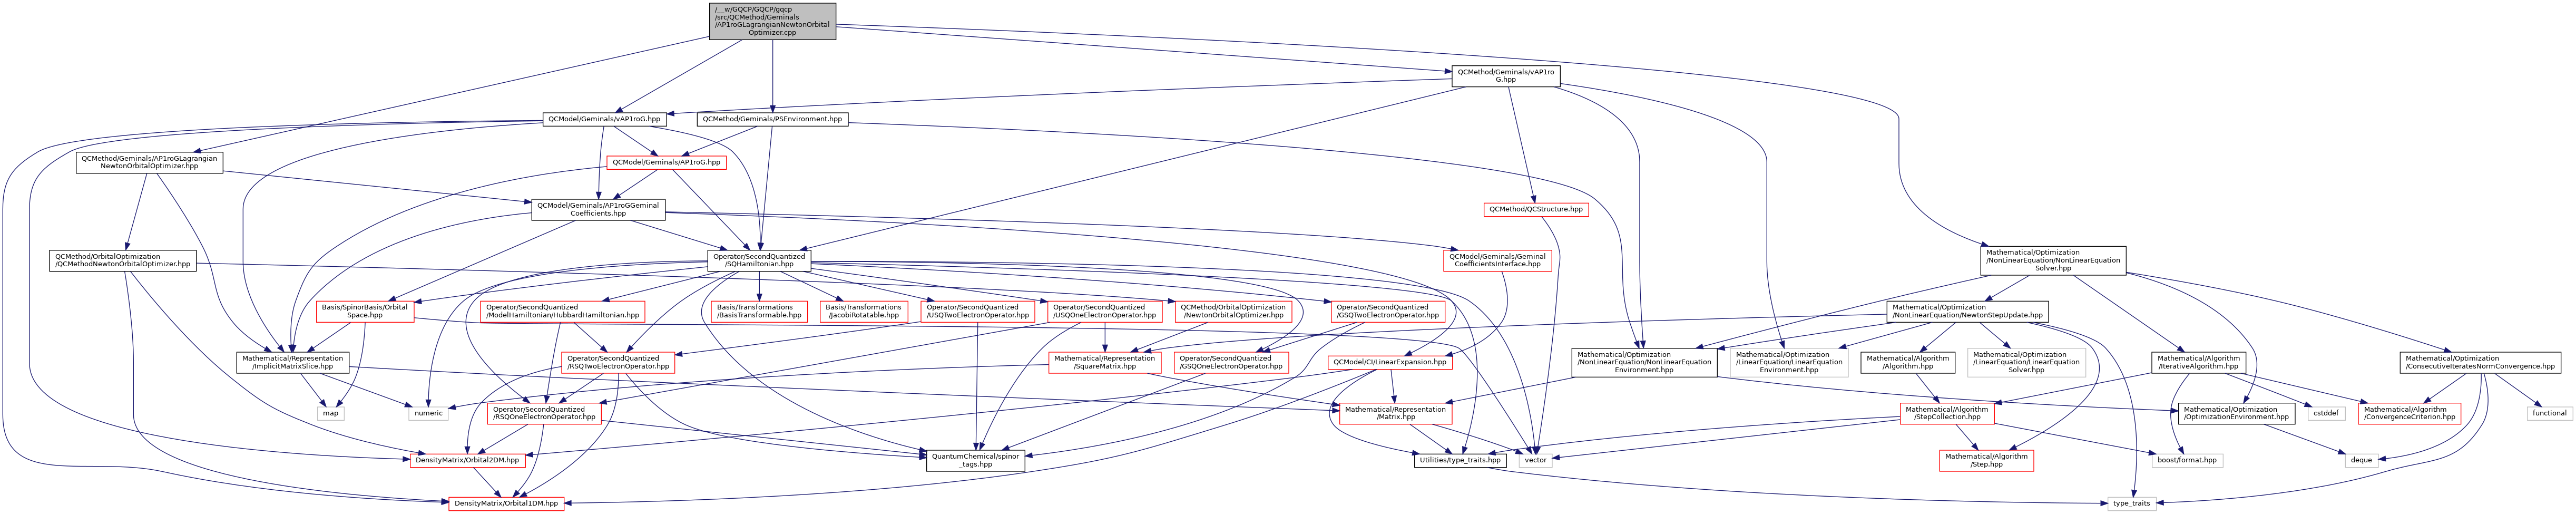 /__w/GQCP/GQCP/gqcp
/src/QCMethod/Geminals
/AP1roGLagrangianNewtonOrbital
Optimizer.cpp
QCMethod/Geminals/vAP1ro
G.hpp
QCModel/Geminals/vAP1roG.hpp
QCMethod/Geminals/PSEnvironment.hpp
QCMethod/Geminals/AP1roGLagrangian
NewtonOrbitalOptimizer.hpp
QCModel/Geminals/AP1roG.hpp
QCModel/Geminals/AP1roGGeminal
Coefficients.hpp
QCMethod/QCStructure.hpp
QCMethod/OrbitalOptimization
/QCMethodNewtonOrbitalOptimizer.hpp
Operator/SecondQuantized
/SQHamiltonian.hpp
QCModel/Geminals/Geminal
CoefficientsInterface.hpp
Mathematical/Optimization
/NonLinearEquation/NonLinearEquation
Solver.hpp
Basis/SpinorBasis/Orbital
Space.hpp
Operator/SecondQuantized
/ModelHamiltonian/HubbardHamiltonian.hpp
Basis/Transformations
/BasisTransformable.hpp
Basis/Transformations
/JacobiRotatable.hpp
Operator/SecondQuantized
/USQTwoElectronOperator.hpp
Operator/SecondQuantized
/USQOneElectronOperator.hpp
QCMethod/OrbitalOptimization
/NewtonOrbitalOptimizer.hpp
Operator/SecondQuantized
/GSQTwoElectronOperator.hpp
Mathematical/Optimization
/NonLinearEquation/NewtonStepUpdate.hpp
Mathematical/Representation
/ImplicitMatrixSlice.hpp
Operator/SecondQuantized
/RSQTwoElectronOperator.hpp
Mathematical/Representation
/SquareMatrix.hpp
Operator/SecondQuantized
/GSQOneElectronOperator.hpp
QCModel/CI/LinearExpansion.hpp
Mathematical/Optimization
/NonLinearEquation/NonLinearEquation
Environment.hpp
Mathematical/Optimization
/LinearEquation/LinearEquation
Environment.hpp
Mathematical/Algorithm
/Algorithm.hpp
Mathematical/Optimization
/LinearEquation/LinearEquation
Solver.hpp
Mathematical/Algorithm
/IterativeAlgorithm.hpp
Mathematical/Optimization
/ConsecutiveIteratesNormConvergence.hpp
map
numeric
Operator/SecondQuantized
/RSQOneElectronOperator.hpp
Mathematical/Representation
/Matrix.hpp
Mathematical/Algorithm
/StepCollection.hpp
Mathematical/Optimization
/OptimizationEnvironment.hpp
cstddef
Mathematical/Algorithm
/ConvergenceCriterion.hpp
functional
DensityMatrix/Orbital2DM.hpp
QuantumChemical/spinor
_tags.hpp
Utilities/type_traits.hpp
vector
Mathematical/Algorithm
/Step.hpp
boost/format.hpp
deque
DensityMatrix/Orbital1DM.hpp
type_traits